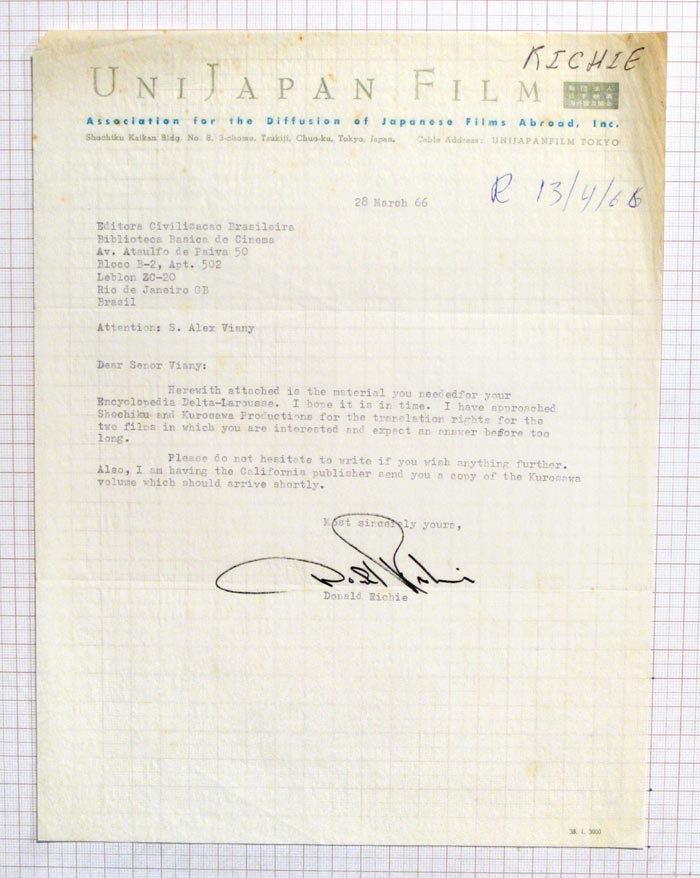 RICHIE
UNIJAPAN FILM
Association for the Diffusion of Japanese Films Abroad, Inc.
Shochiku Kaikan Bldg. No. 8, 3-chome, Tsukiji, Chuo-ku, Tokyo, Japan. Cable Address: UNIJAPANFILM TOKYO
28 March 66
R 13/4/66
Editora Civilizacao Brasileira
Biblioteca Basica de Cinema
Av. Ataulfo de Paiva 50
Bloco B-2, Apt. 502
Leblon ZC-20
Rio de Janeiro GB
Brasil
Attention: S. Alex Viany
Dear Senor Viany:
Herewith attached is the material you neededfor your
Encyclopedia Delta-Larousse. I hope it is in time. I have approached
Shochiku and Kurosawa Productions for the translation rights for the
two films in which you are interested and expect an answer before too
long.
Please do not hesitate to write if you wish anything further.
Also, I am having the California publisher send you a copy of the Kurosawa
volume which should arrive shortly.
Most sincerely yours,
Donald Richie
Donald Richie